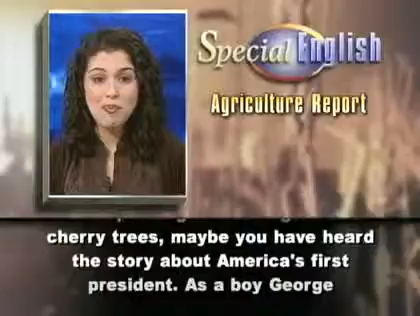 Special English
Agriculture Report
cherry trees, maybe you have heard
the story about America's first
president. As a boy George